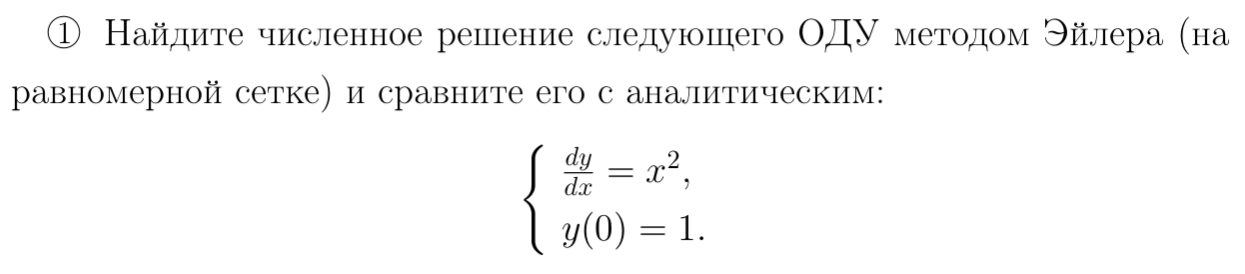 ① Найдите численное решение следующего ОДУ методом Эйлера (на
равномерной сетке) и сравните его с аналитическим:
dy/dx = x²,
y(0) = 1.